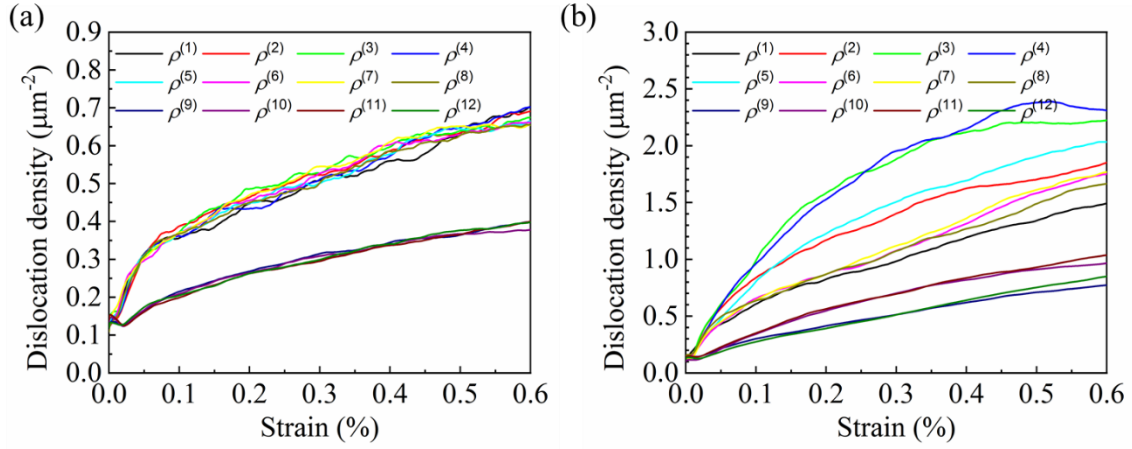 (a)
0.9
0.8
0.7
0.6
0.5
0.4
0.3
0.2
0.1
0.0
Dislocation density (μm⁻²)
ρ⁽¹⁾ ρ⁽²⁾ ρ⁽³⁾ ρ⁽⁴⁾
ρ⁽⁵⁾ ρ⁽⁶⁾ ρ⁽⁷⁾ ρ⁽⁸⁾
ρ⁽⁹⁾ ρ⁽¹⁰⁾ ρ⁽¹¹⁾ ρ⁽¹²⁾
0.0 0.1 0.2 0.3 0.4 0.5 0.6
Strain (%)
(b)
3.0
2.5
2.0
1.5
1.0
0.5
0.0
Dislocation density (μm⁻²)
ρ⁽¹⁾ ρ⁽²⁾ ρ⁽³⁾ ρ⁽⁴⁾
ρ⁽⁵⁾ ρ⁽⁶⁾ ρ⁽⁷⁾ ρ⁽⁸⁾
ρ⁽⁹⁾ ρ⁽¹⁰⁾ ρ⁽¹¹⁾ ρ⁽¹²⁾
0.0 0.1 0.2 0.3 0.4 0.5 0.6
Strain (%)